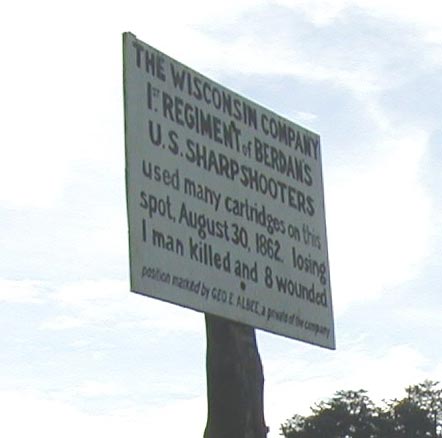 THE WISCONSIN COMPANY
1ST REGIMENT of BERDANS
U.S. SHARPSHOOTERS
used many cartridges on this
spot, August 30, 1862. losing
1 man killed and 8 wounded
position marked by GEO E. ALBEE, a private of the company